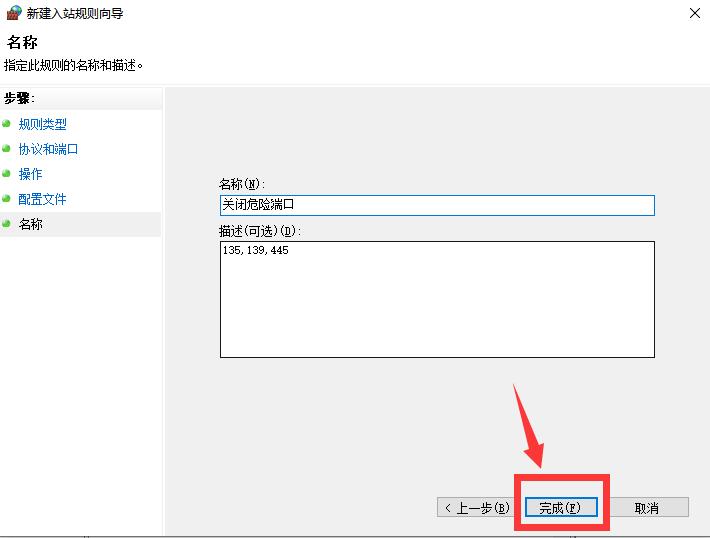 新建入站规则向导
名称
指定此规则的名称和描述。
步骤:
规则类型
协议和端口
操作
配置文件
名称
名称(N):
关闭危险端口
描述(可选)(D):
135,139,445
< 上一步(B)
完成(F)
取消